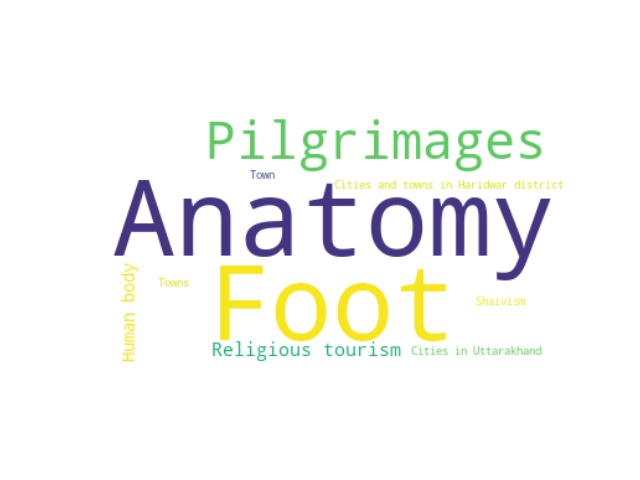 Pilgrimages
Town
Cities and towns in Haridwar district
Anatomy
Human body
Towns
Foot
Shaivism
Religious tourism
Cities in Uttarakhand